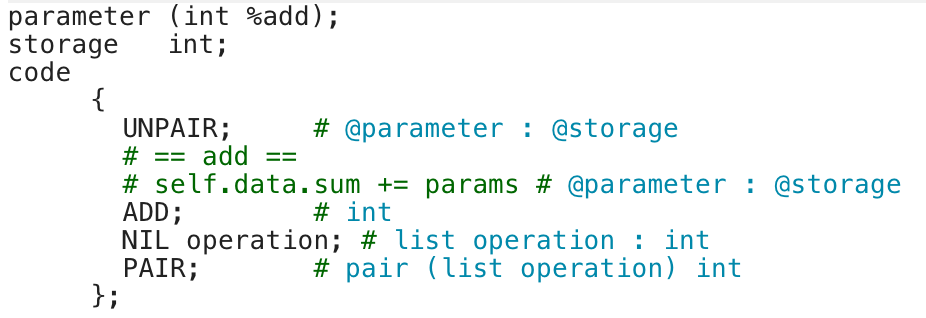 parameter (int %add);
storage   int;
code
     {
       UNPAIR;     # @parameter : @storage
       # == add ==
       # self.data.sum += params # @parameter : @storage
       ADD;        # int
       NIL operation; # list operation : int
       PAIR;       # pair (list operation) int
     };